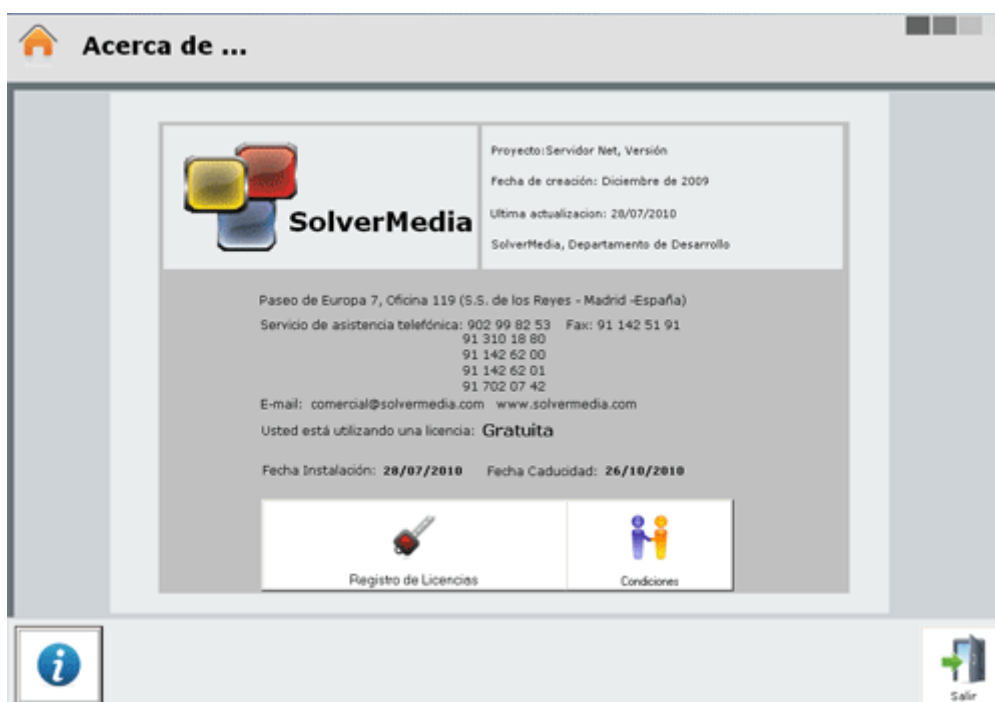 Acerca de ...
SolverMedia
Proyecto:Servidor Net, Versión
Fecha de creación: Diciembre de 2009
Ultima actualizacion: 28/07/2010
SolverMedia, Departamento de Desarrollo
Paseo de Europa 7, Oficina 119 (S.S. de los Reyes - Madrid -España)
Servicio de asistencia telefónica: 902 99 82 53 Fax: 91 142 51 91
91 310 18 80
91 142 62 00
91 142 62 01
91 702 07 42
E-mail: comercial@solvermedia.com www.solvermedia.com
Usted está utilizando una licencia: Gratuita
Fecha Instalación: 28/07/2010 Fecha Caducidad: 26/10/2010
Registro de Licencias
Condiciones
Salir